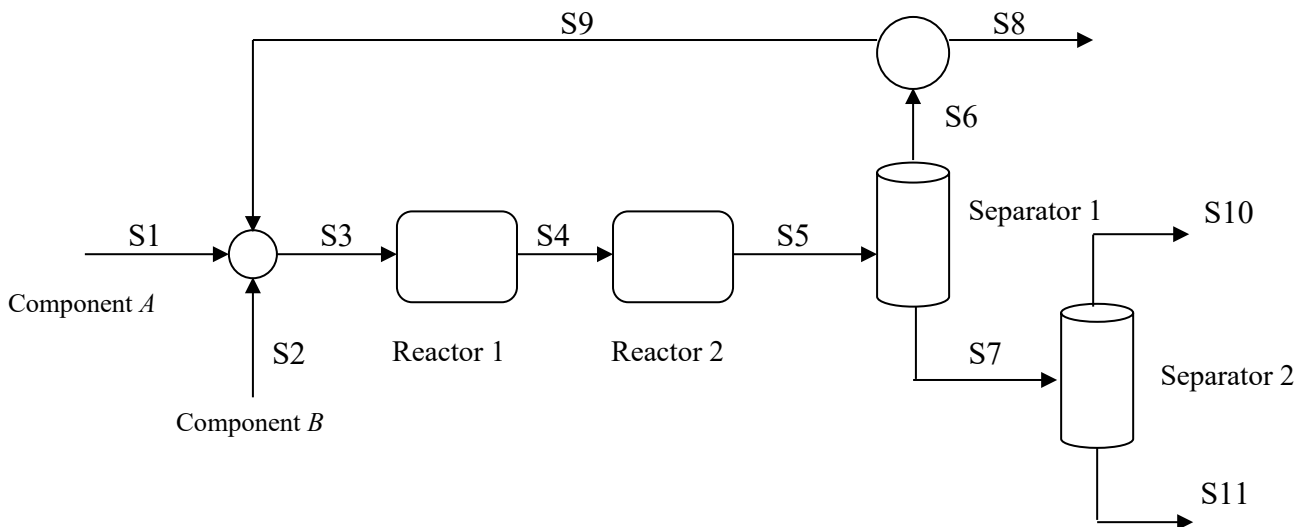 S9
S8
S6
Separator 1
S10
S1
S3
S4
S5
Component A
S2
Reactor 1
Reactor 2
S7
Separator 2
Component B
S11